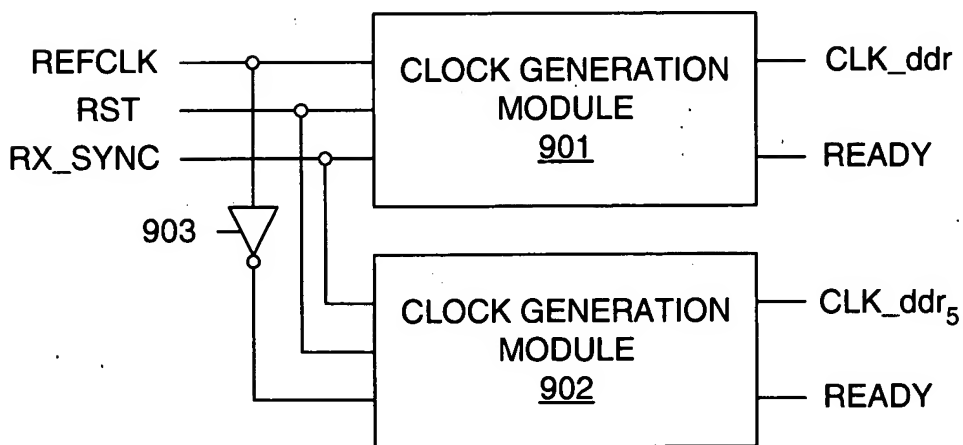 REFCLK
RST
RX_SYNC
CLOCK GENERATION
MODULE
901
CLK_ddr
READY
903
CLOCK GENERATION
MODULE
902
CLK_ddr5
READY